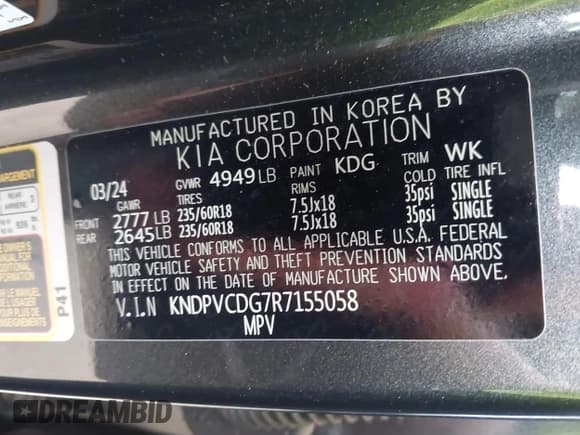 MANUFACTURED IN KOREA BY
KIA CORPORATION
03/24 GVWR 4949 LB PAINT KDG TRIM WK
GAWR TIRES RIMS COLD TIRE INFL
FRONT 2777 LB 235/60R18 7.5Jx18 35psi SINGLE
REAR 2645 LB 235/60R18 7.5Jx18 35psi SINGLE
THIS VEHICLE CONFORMS TO ALL APPLICABLE U.S.A. FEDERAL
MOTOR VEHICLE SAFETY AND THEFT PREVENTION STANDARDS
IN EFFECT ON THE DATE OF MANUFACTURE SHOWN ABOVE.
V.I.N KNDPVCDG7R7155058
MPV
P41
REAR
ARRIERE 3
DREAMBID